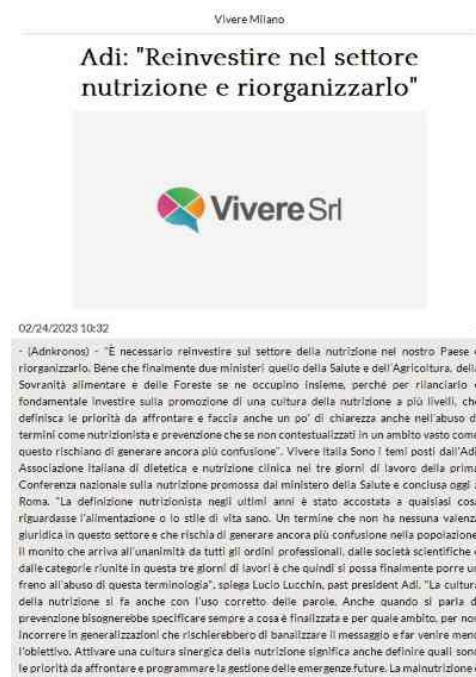 Vivere Milano
Adi: "Reinvestire nel settore
nutrizione e riorganizzarlo"
Vivere Srl
02/24/2023 10:32
- (Adnkronos) - "È necessario reinvestire sul settore della nutrizione nel nostro Paese e
riorganizzarlo. Bene che finalmente due ministeri quello della Salute e dell'Agricoltura, della
Sovranità alimentare e delle Foreste se ne occupino insieme, perché per rilanciarlo è
fondamentale investire sulla promozione di una cultura della nutrizione a più livelli, che
definisca le priorità da affrontare e faccia anche un po' di chiarezza anche nell'abuso di
termini come nutrizionista e prevenzione che se non contestualizzati in un ambito vasto come
questo rischiano di generare ancora più confusione". Vivere Italia Sono i temi posti dall'Adi,
Associazione italiana di dietetica e nutrizione clinica nei tre giorni di lavoro della prima
Conferenza nazionale sulla nutrizione promossa dal ministero della Salute e conclusa oggi a
Roma. "La definizione nutrizionista negli ultimi anni è stato accostata a qualsiasi cosa
riguardasse l'alimentazione o lo stile di vita sano. Un termine che non ha nessuna valenza
giuridica in questo settore e che rischia di generare ancora più confusione nella popolazione.
Il monito che arriva all'unanimità da tutti gli ordini professionali, dalle società scientifiche e
dalle categorie riunite in questa tre giorni di lavori è che quindi si possa finalmente porre un
freno all'abuso di questa terminologia", spiega Lucio Lucchin, past president Adi. "La cultura
della nutrizione si fa anche con l'uso corretto delle parole. Anche quando si parla di
prevenzione bisognerebbe specificare sempre a cosa è finalizzata e per quale ambito, per non
incorrere in generalizzazioni che rischierebbero di banalizzare il messaggio e far venire meno
l'obiettivo. Attivare una cultura sinergica della nutrizione significa anche definire quali sono
le priorità da affrontare e programmare la gestione delle emergenze future. La malnutrizione è